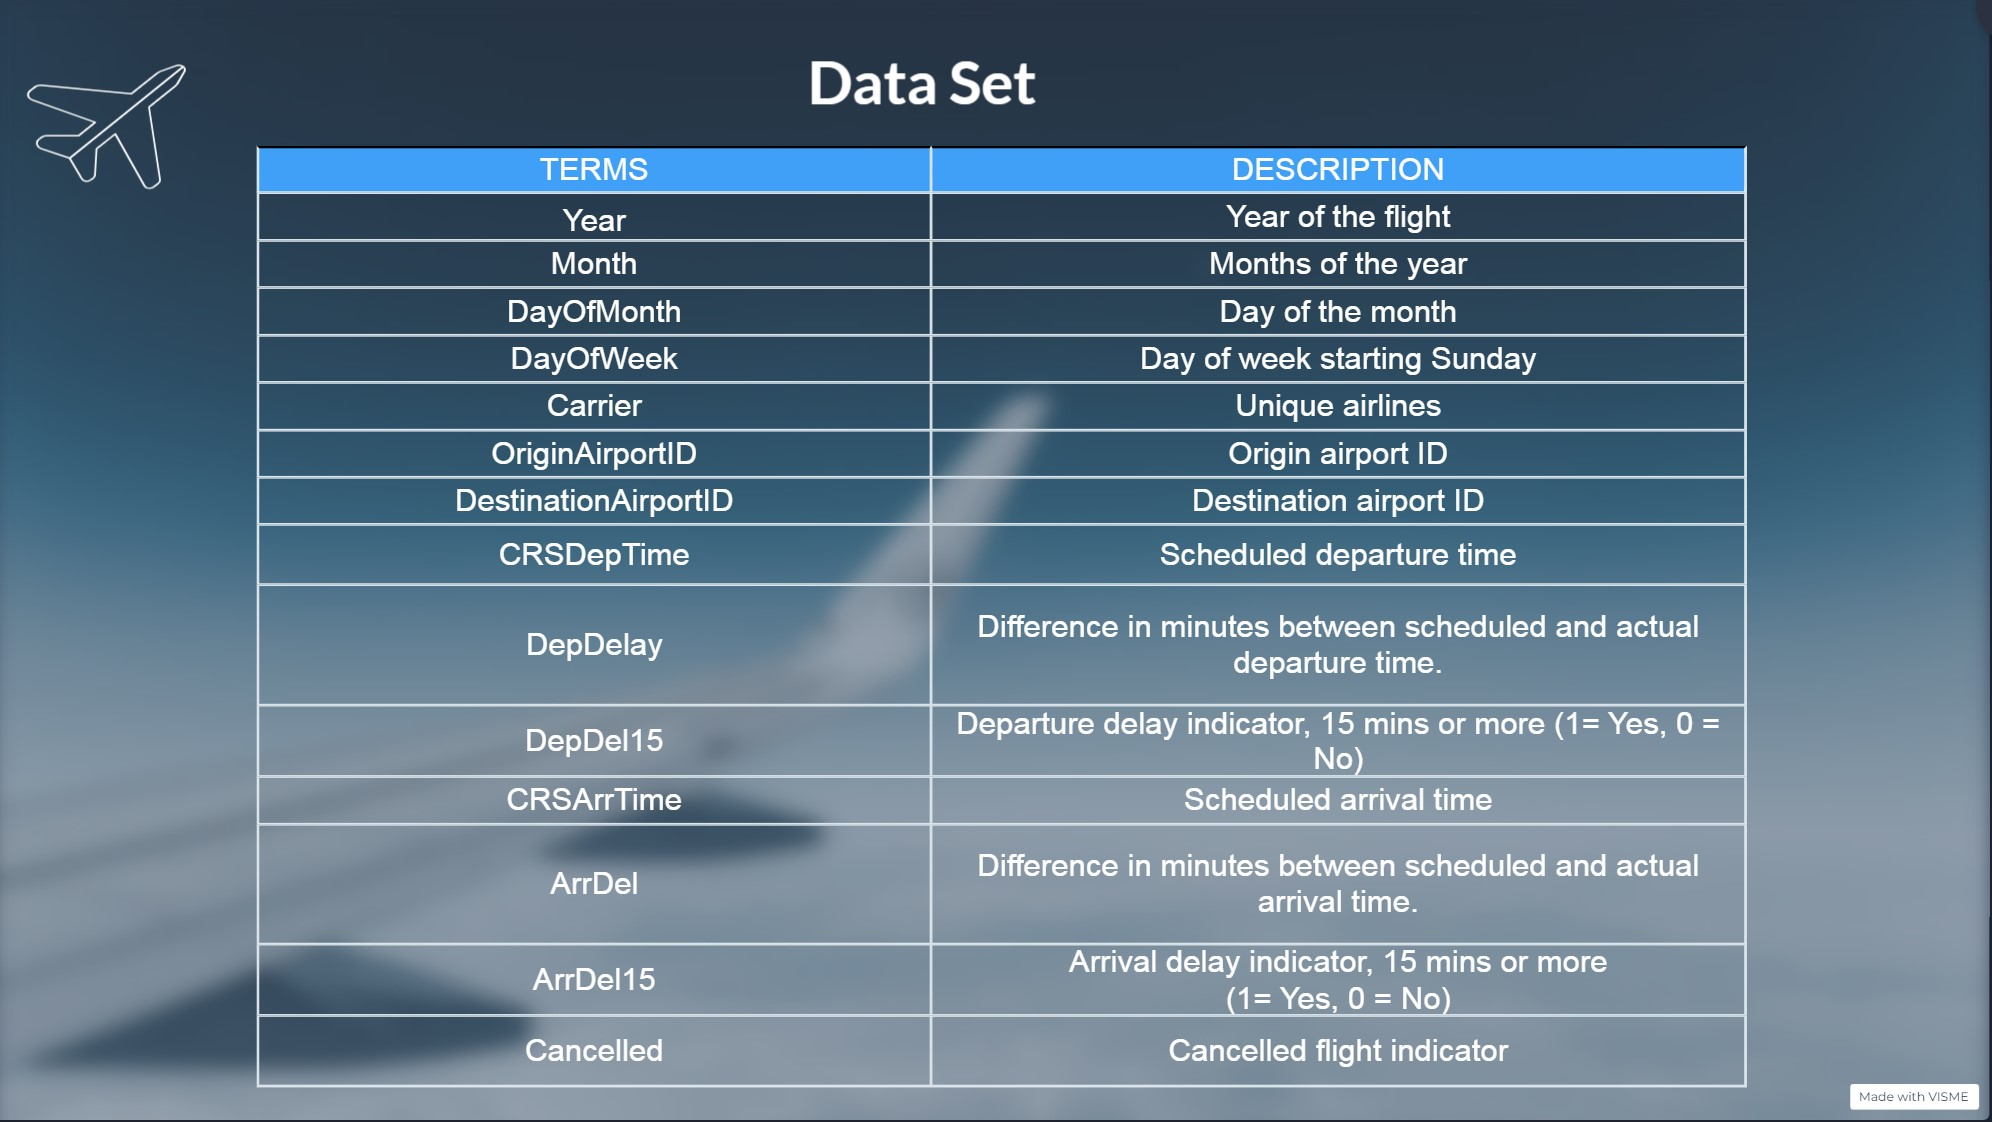 Data Set
TERMS
DESCRIPTION
Year
Year of the flight
Month
Months of the year
DayOfMonth
Day of the month
DayOfWeek
Day of week starting Sunday
Carrier
Unique airlines
OriginAirportID
Origin airport ID
DestinationAirportID
Destination airport ID
CRSDepTime
Scheduled departure time
DepDelay
Difference in minutes between scheduled and actual
departure time.
DepDel15
Departure delay indicator, 15 mins or more (1= Yes, 0 =
No)
CRSArrTime
Scheduled arrival time
ArrDel
Difference in minutes between scheduled and actual
arrival time.
ArrDel15
Arrival delay indicator, 15 mins or more
(1= Yes, 0 = No)
Cancelled
Cancelled flight indicator
Made with VISME